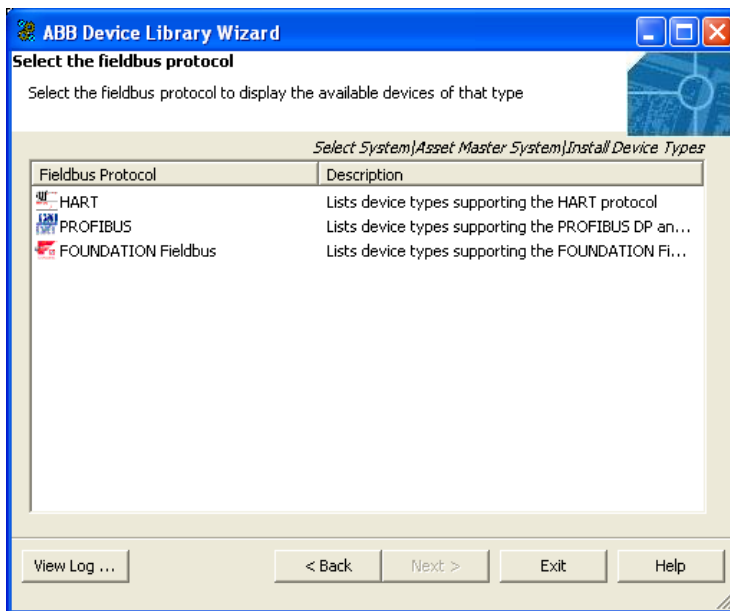 ABB Device Library Wizard
Select the fieldbus protocol
Select the fieldbus protocol to display the available devices of that type
Select System|Asset Master System|Install Device Types
Fieldbus Protocol Description
HART Lists device types supporting the HART protocol
PROFIBUS Lists device types supporting the PROFIBUS DP an...
FOUNDATION Fieldbus Lists device types supporting the FOUNDATION Fi...
View Log ... < Back Next > Exit Help